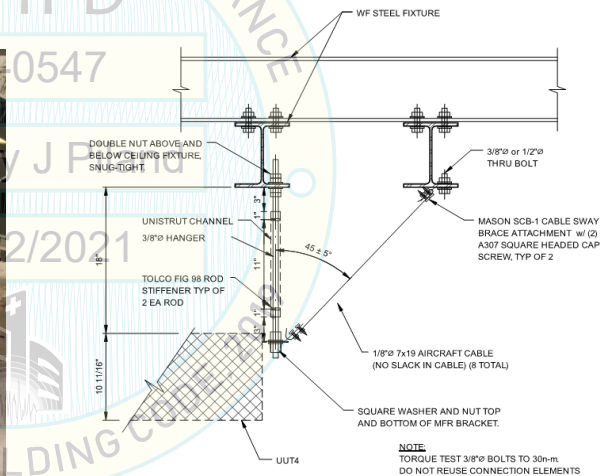 WF STEEL FIXTURE
0547
DOUBLE NUT ABOVE AND
BELOW CEILING FIXTURE,
SNUG-TIGHT.
3/8"Ø or 1/2"Ø
THRU BOLT
3"
1"
UNISTRUT CHANNEL
3/8"Ø HANGER
MASON SCB-1 CABLE SWAY
BRACE ATTACHMENT w/ (2)
A307 SQUARE HEADED CAP
SCREW, TYP OF 2
2/2021
45 ± 5°
18"
11"
TOLCO FIG 98 ROD
STIFFENER TYP OF
2 EA ROD
1"
3"
1/8"Ø 7x19 AIRCRAFT CABLE
(NO SLACK IN CABLE) (8 TOTAL)
10 11/16"
SQUARE WASHER AND NUT TOP
AND BOTTOM OF MFR BRACKET.
UUT4
NOTE:
TORQUE TEST 3/8"Ø BOLTS TO 30n-m.
DO NOT REUSE CONNECTION ELEMENTS